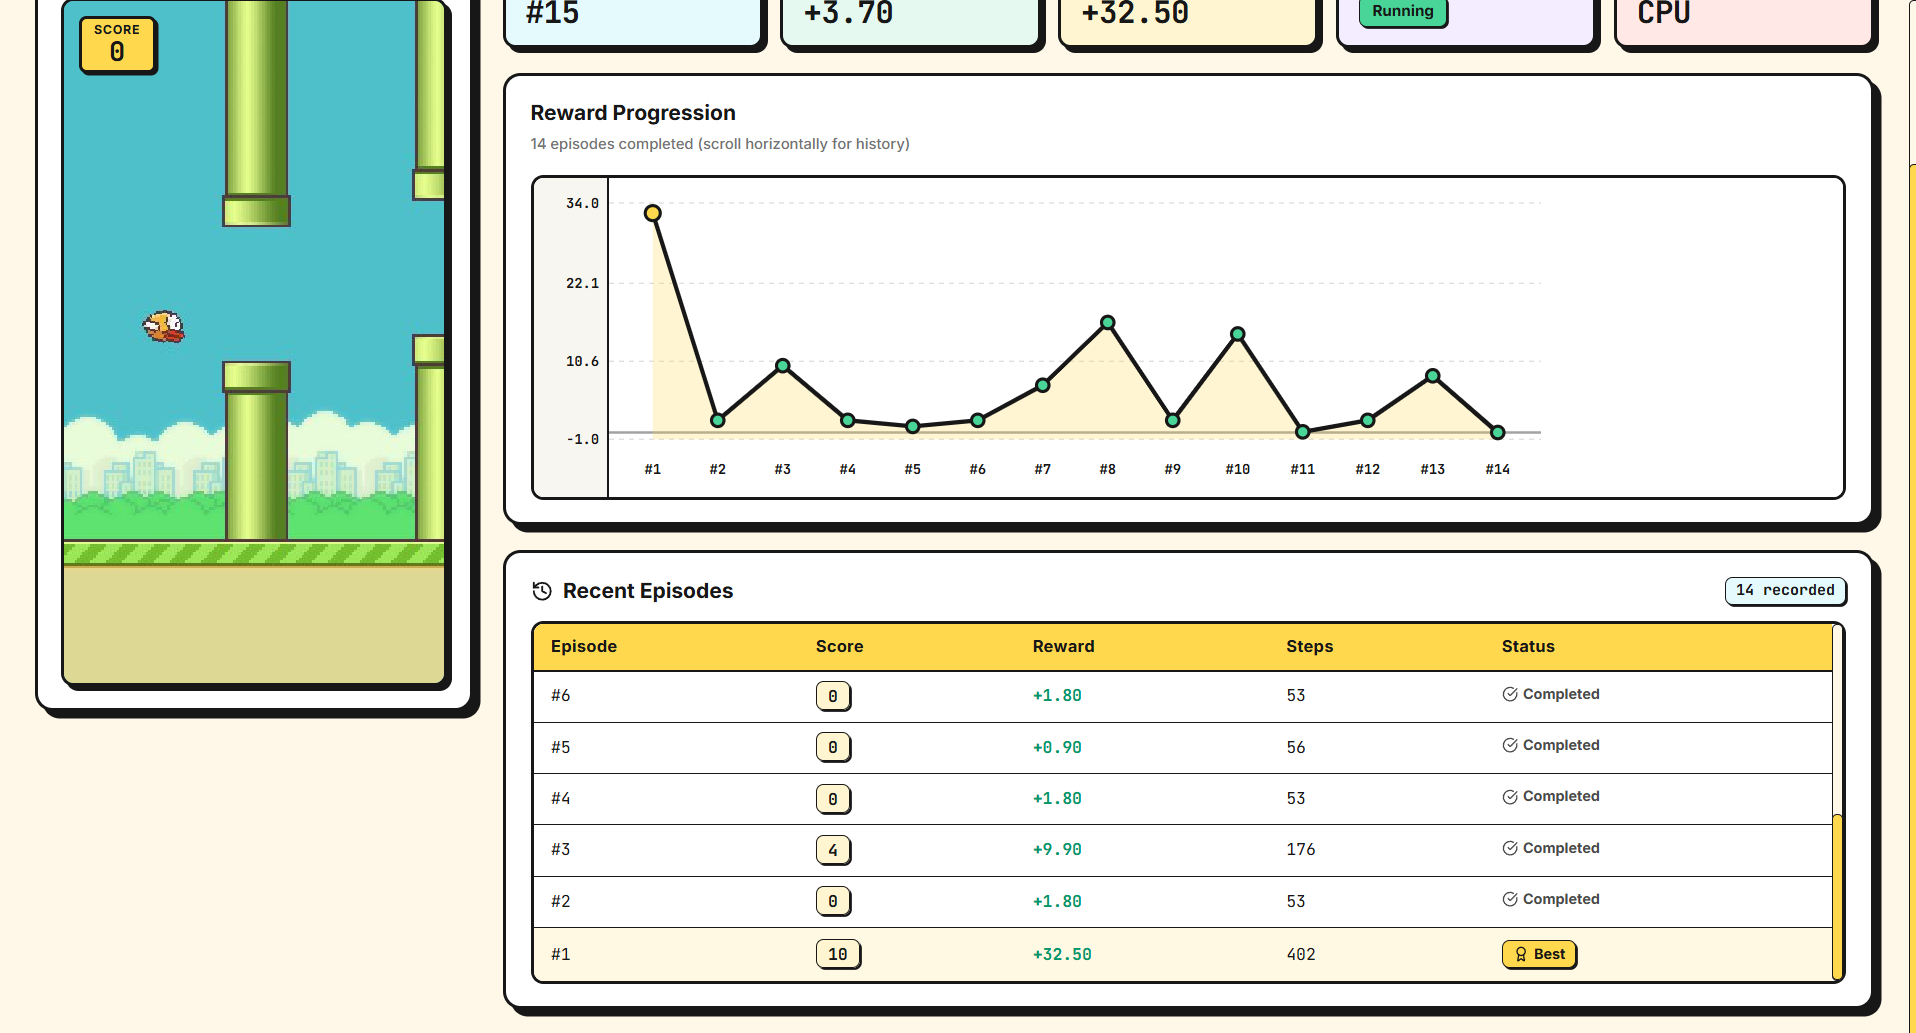 SCORE
0
#15
+3.70
+32.50
Running
CPU
Reward Progression
14 episodes completed (scroll horizontally for history)
34.0
22.1
10.6
-1.0
#1 #2 #3 #4 #5 #6 #7 #8 #9 #10 #11 #12 #13 #14
Recent Episodes
14 recorded
Episode Score Reward Steps Status
#6 0 +1.80 53 Completed
#5 0 +0.90 56 Completed
#4 0 +1.80 53 Completed
#3 4 +9.90 176 Completed
#2 0 +1.80 53 Completed
#1 10 +32.50 402 Best